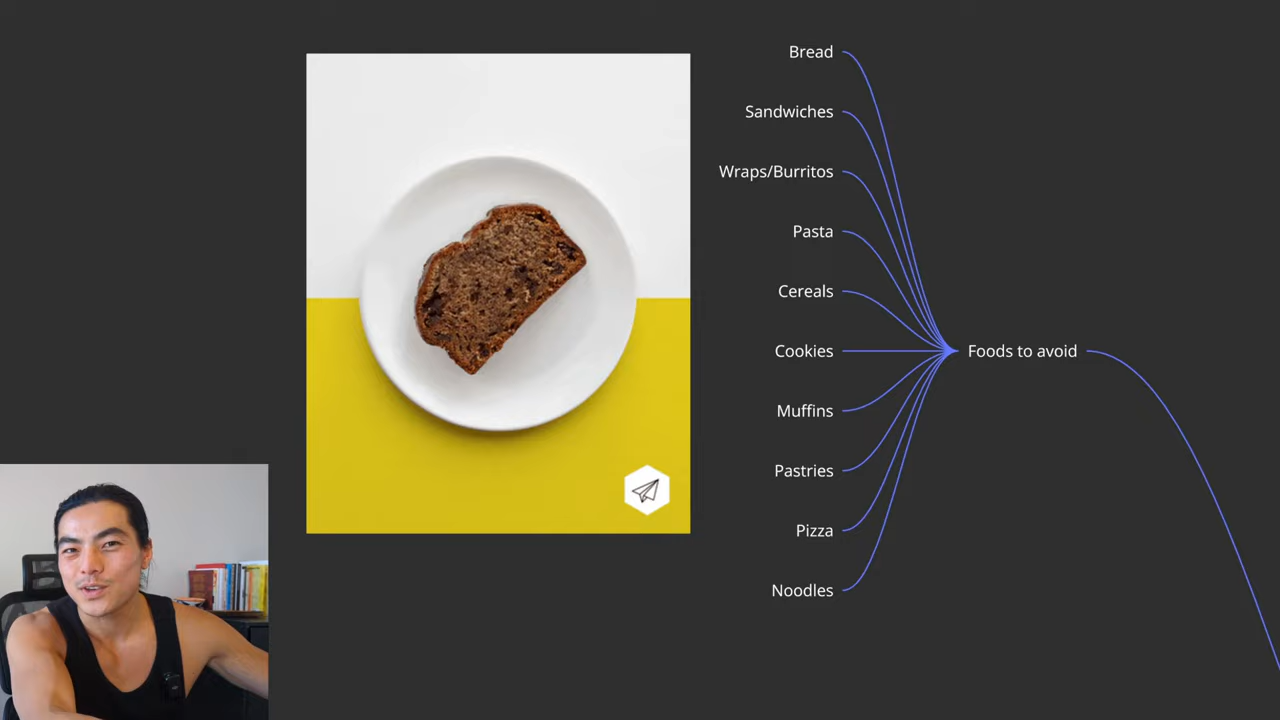 Bread
Sandwiches
Wraps/Burritos
Pasta
Cereals
Cookies
Foods to avoid
Muffins
Pastries
Pizza
Noodles